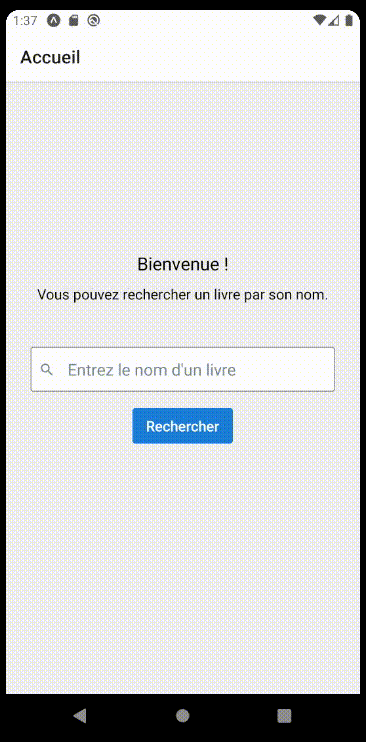 1:37
Accueil
Bienvenue !
Vous pouvez rechercher un livre par son nom.
Entrez le nom d'un livre
Rechercher